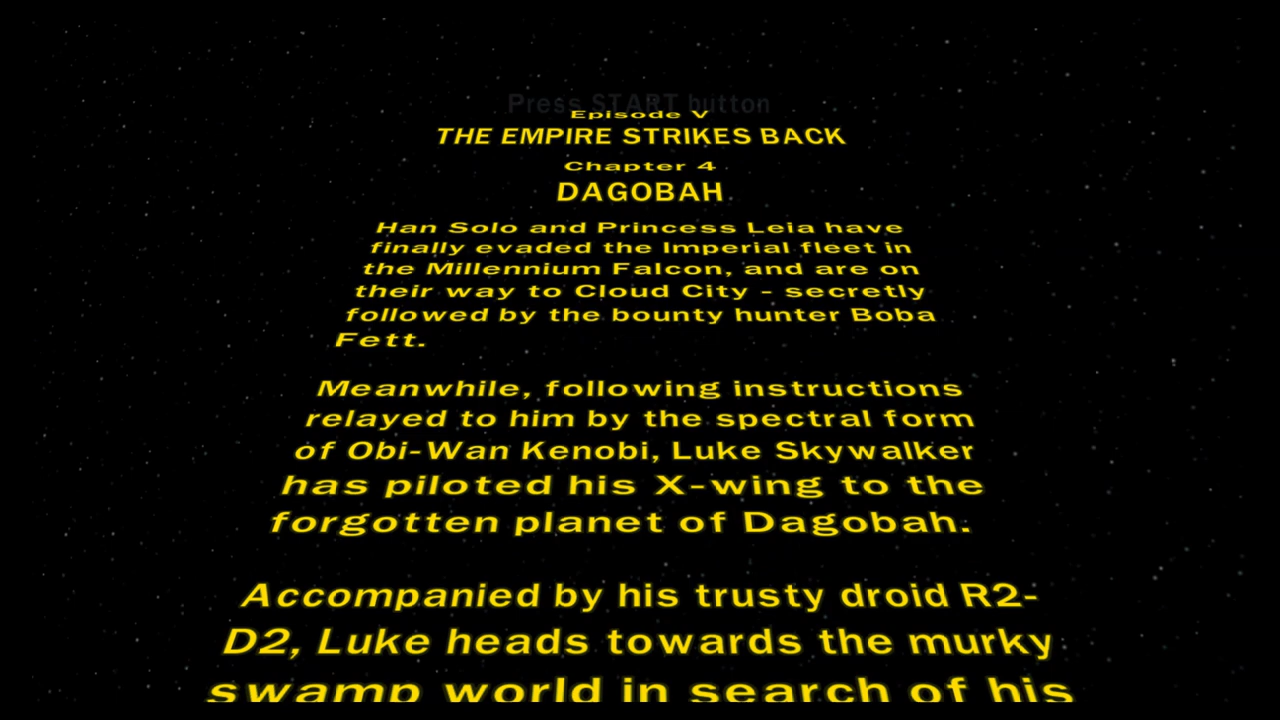 Press START button
Episode V
THE EMPIRE STRIKES BACK
Chapter 4
DAGOBAH
Han Solo and Princess Leia have
finally evaded the Imperial fleet in
the Millennium Falcon, and are on
their way to Cloud City - secretly
followed by the bounty hunter Boba
Fett.
Meanwhile, following instructions
relayed to him by the spectral form
of Obi-Wan Kenobi, Luke Skywalker
has piloted his X-wing to the
forgotten planet of Dagobah.
Accompanied by his trusty droid R2-
D2, Luke heads towards the murky
swamp world in search of his